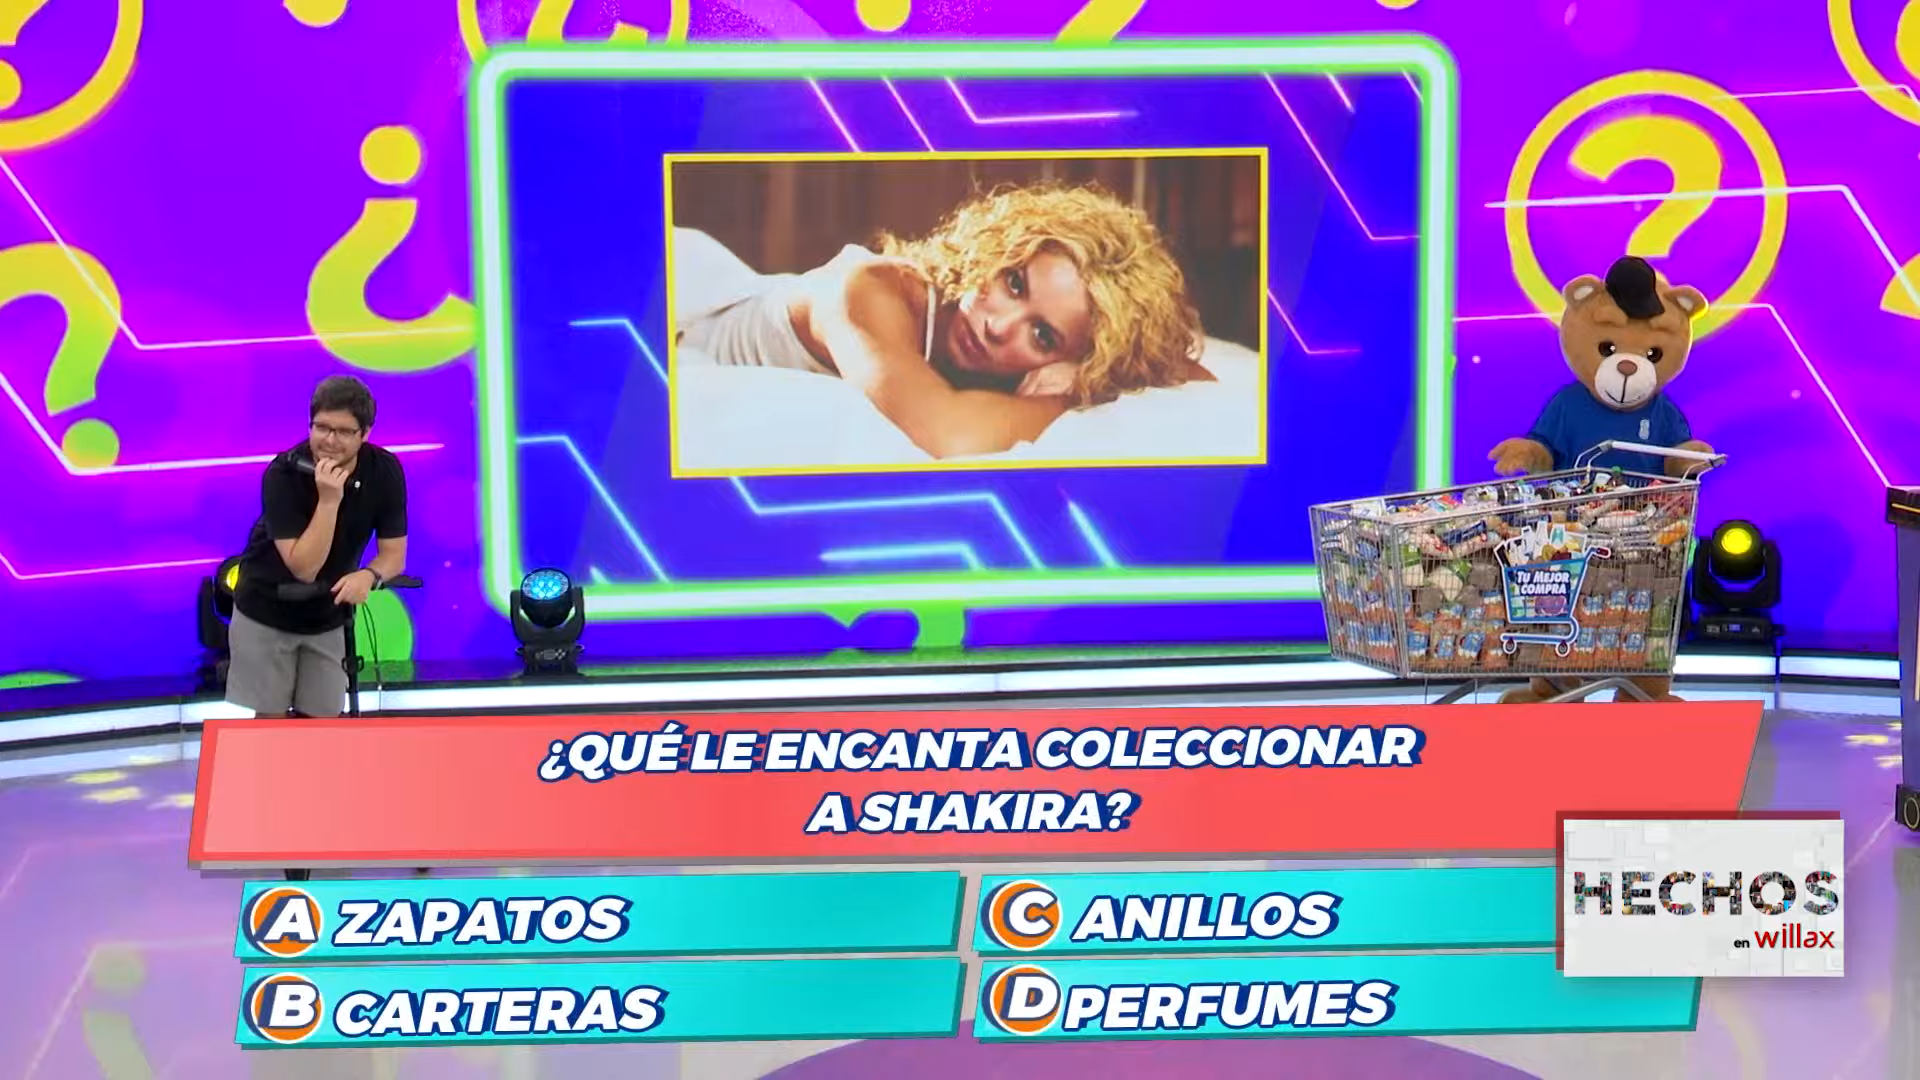 TU MEJOR
COMPRA
¿QUÉ LE ENCANTA COLECCIONAR
A SHAKIRA?
A ZAPATOS
B CARTERAS
C ANILLOS
D PERFUMES
HECHOS
en willax